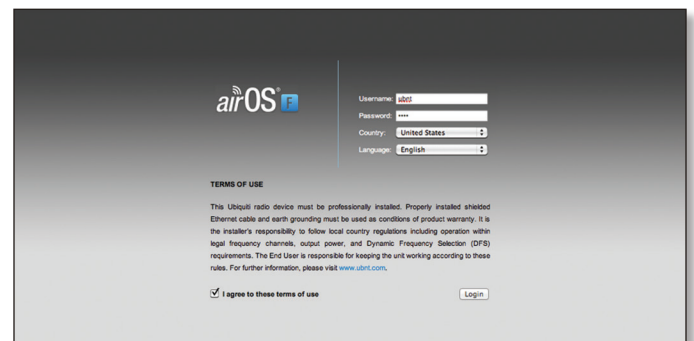 airOS® F
Username: ubnt
Password: ••••
Country: United States
Language: English
TERMS OF USE
This Ubiquiti radio device must be professionally installed. Properly installed shielded
Ethernet cable and earth grounding must be used as conditions of product warranty. It is
the installer's responsibility to follow local country regulations including operation within
legal frequency channels, output power, and Dynamic Frequency Selection (DFS)
requirements. The End User is responsible for keeping the unit working according to these
rules. For further information, please visit www.ubnt.com.
I agree to these terms of use
Login